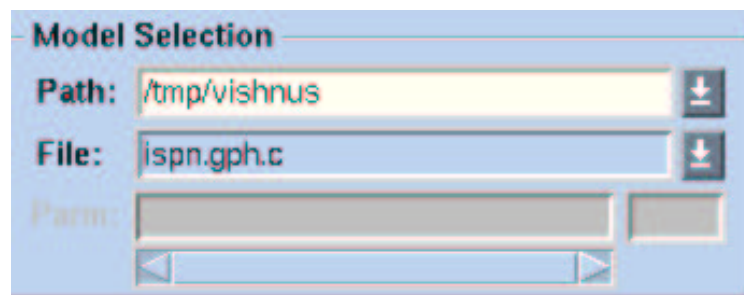 Model Selection
Path: /tmp/vishnus
File: ispn.gph.c
Parm: